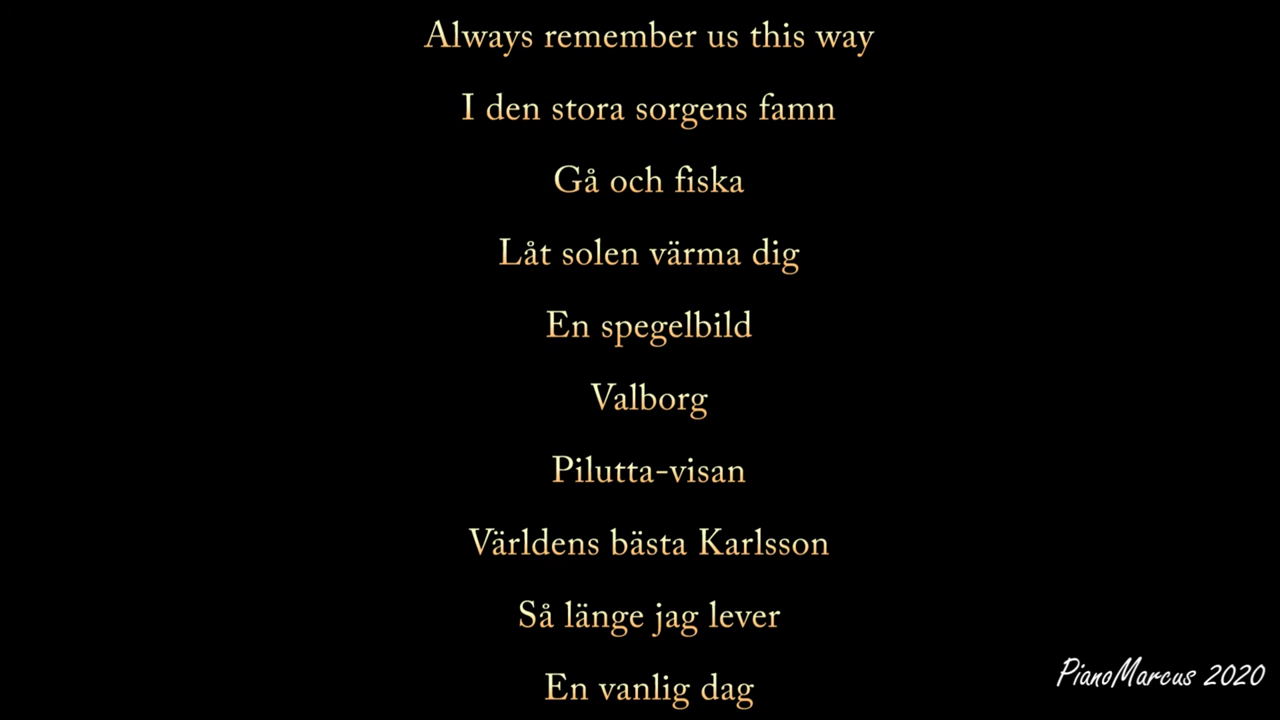 Always remember us this way
I den stora sorgens famn
Gå och fiska
Låt solen värma dig
En spegelbild
Valborg
Pilutta-visan
Världens bästa Karlsson
Så länge jag lever
En vanlig dag
PianoMarcus 2020